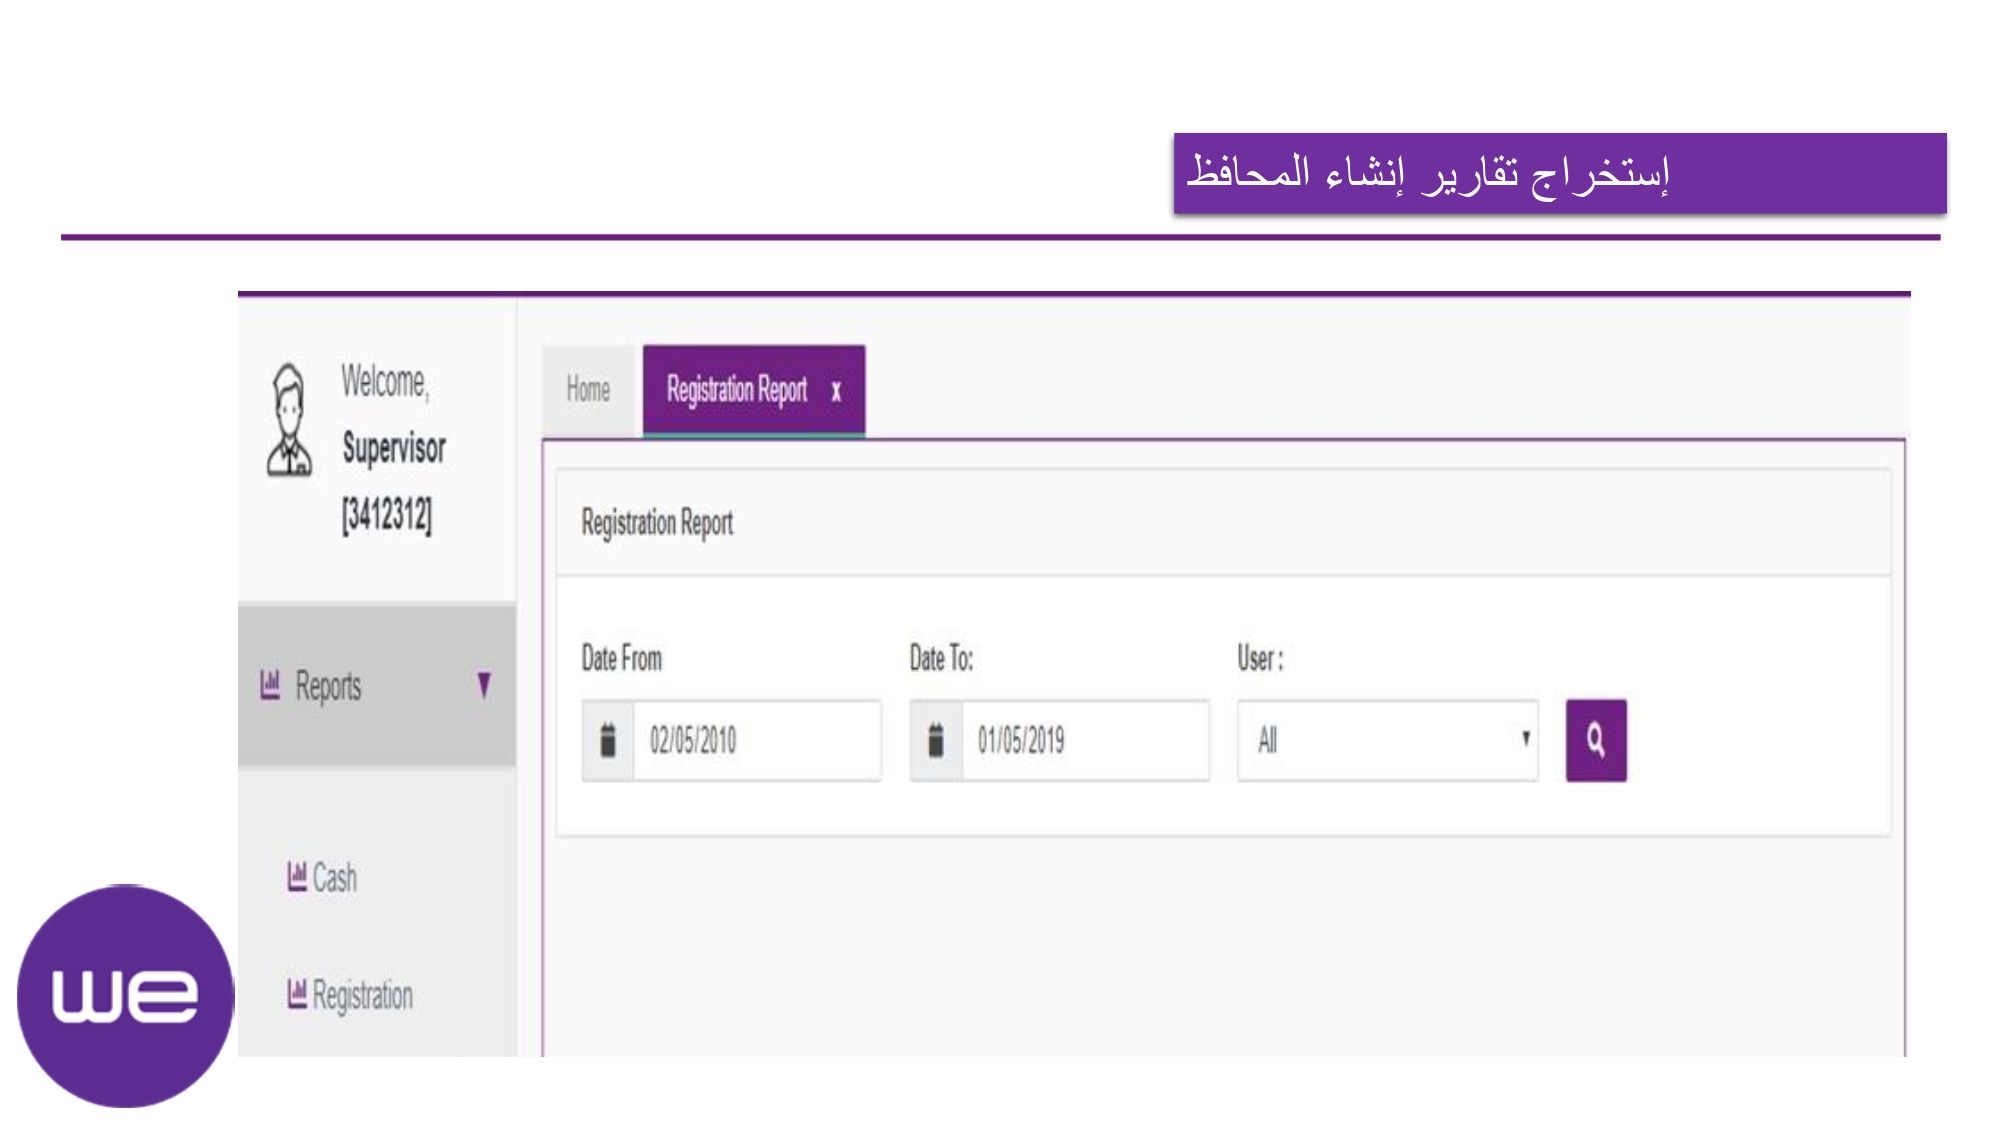 إستخراج تقارير إنشاء المحافظ
Welcome,
Supervisor
[3412312]
Home
Registration Report x
Registration Report
Date From
Date To:
User :
02/05/2010
01/05/2019
All
Reports
Cash
Registration
we